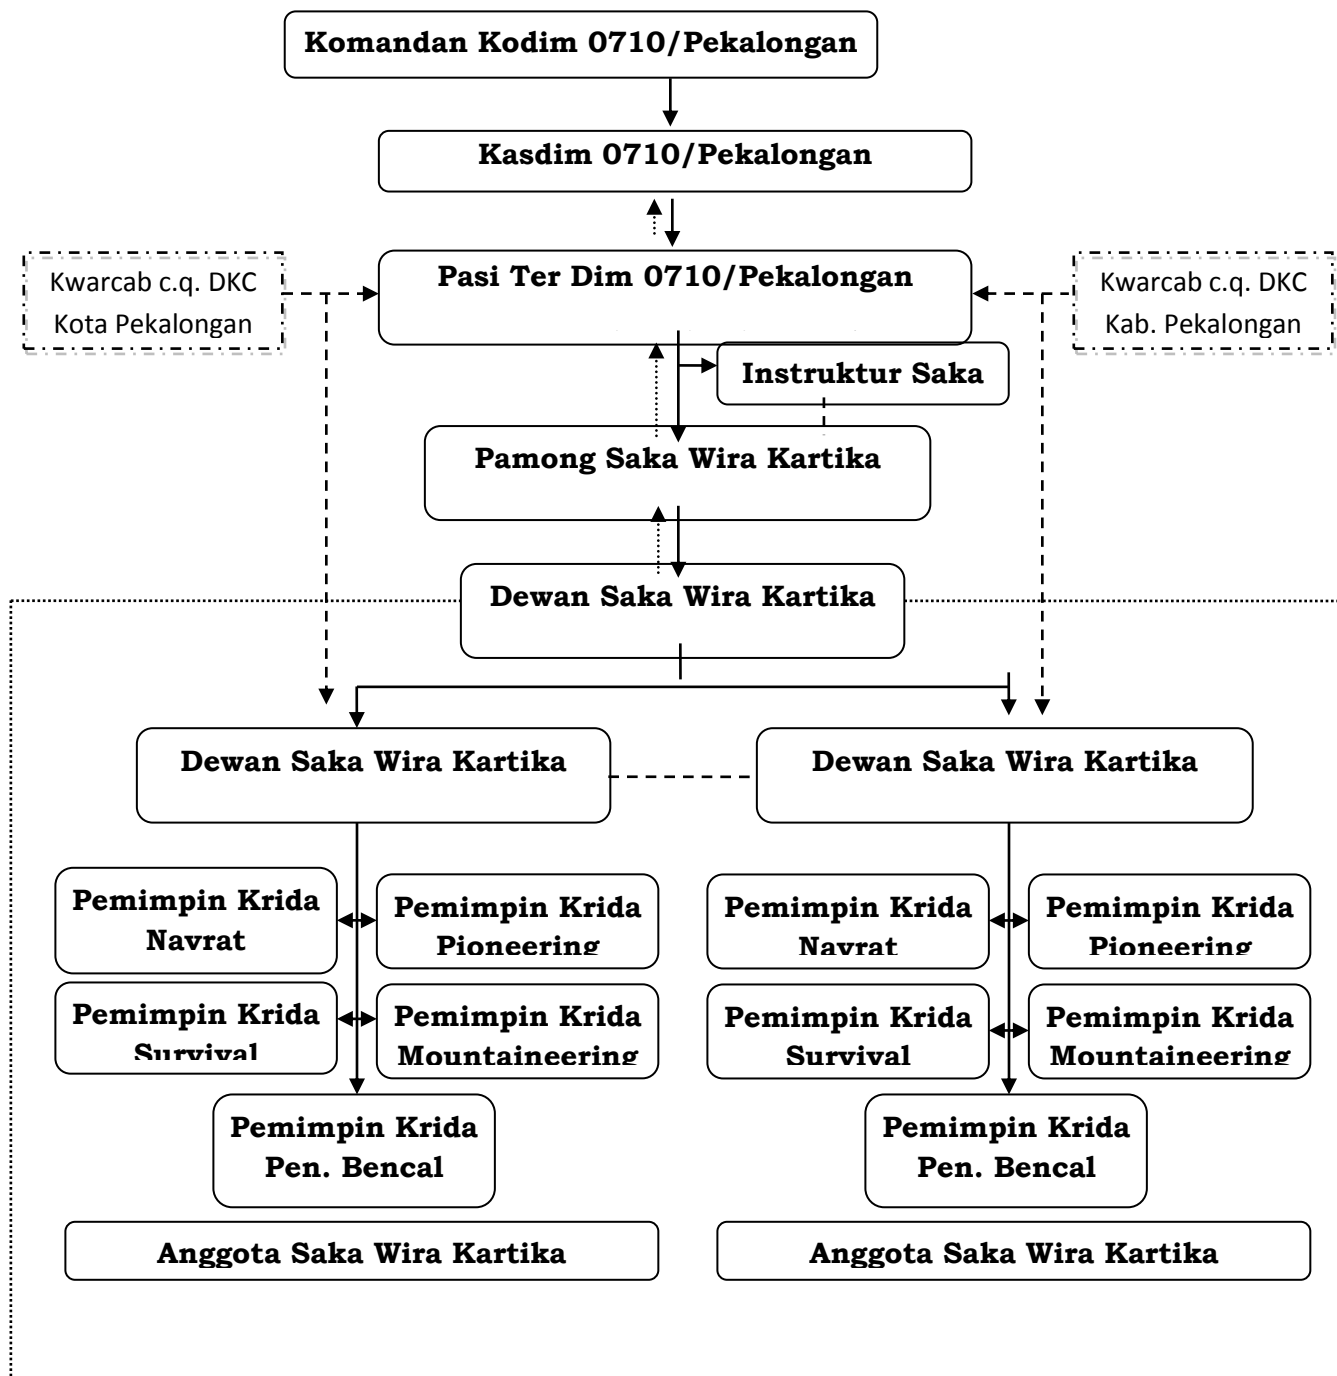 Komandan Kodim 0710/Pekalongan
Kasdim 0710/Pekalongan
Pasi Ter Dim 0710/Pekalongan
Kwarcab c.q. DKC
Kota Pekalongan
Kwarcab c.q. DKC
Kab. Pekalongan
Instruktur Saka
Pamong Saka Wira Kartika
Dewan Saka Wira Kartika
Dewan Saka Wira Kartika
Dewan Saka Wira Kartika
Pemimpin Krida
Navrat
Pemimpin Krida
Pioneering
Pemimpin Krida
Navrat
Pemimpin Krida
Pioneering
Pemimpin Krida
Survival
Pemimpin Krida
Mountaineering
Pemimpin Krida
Survival
Pemimpin Krida
Mountaineering
Pemimpin Krida
Pen. Bencal
Pemimpin Krida
Pen. Bencal
Anggota Saka Wira Kartika
Anggota Saka Wira Kartika